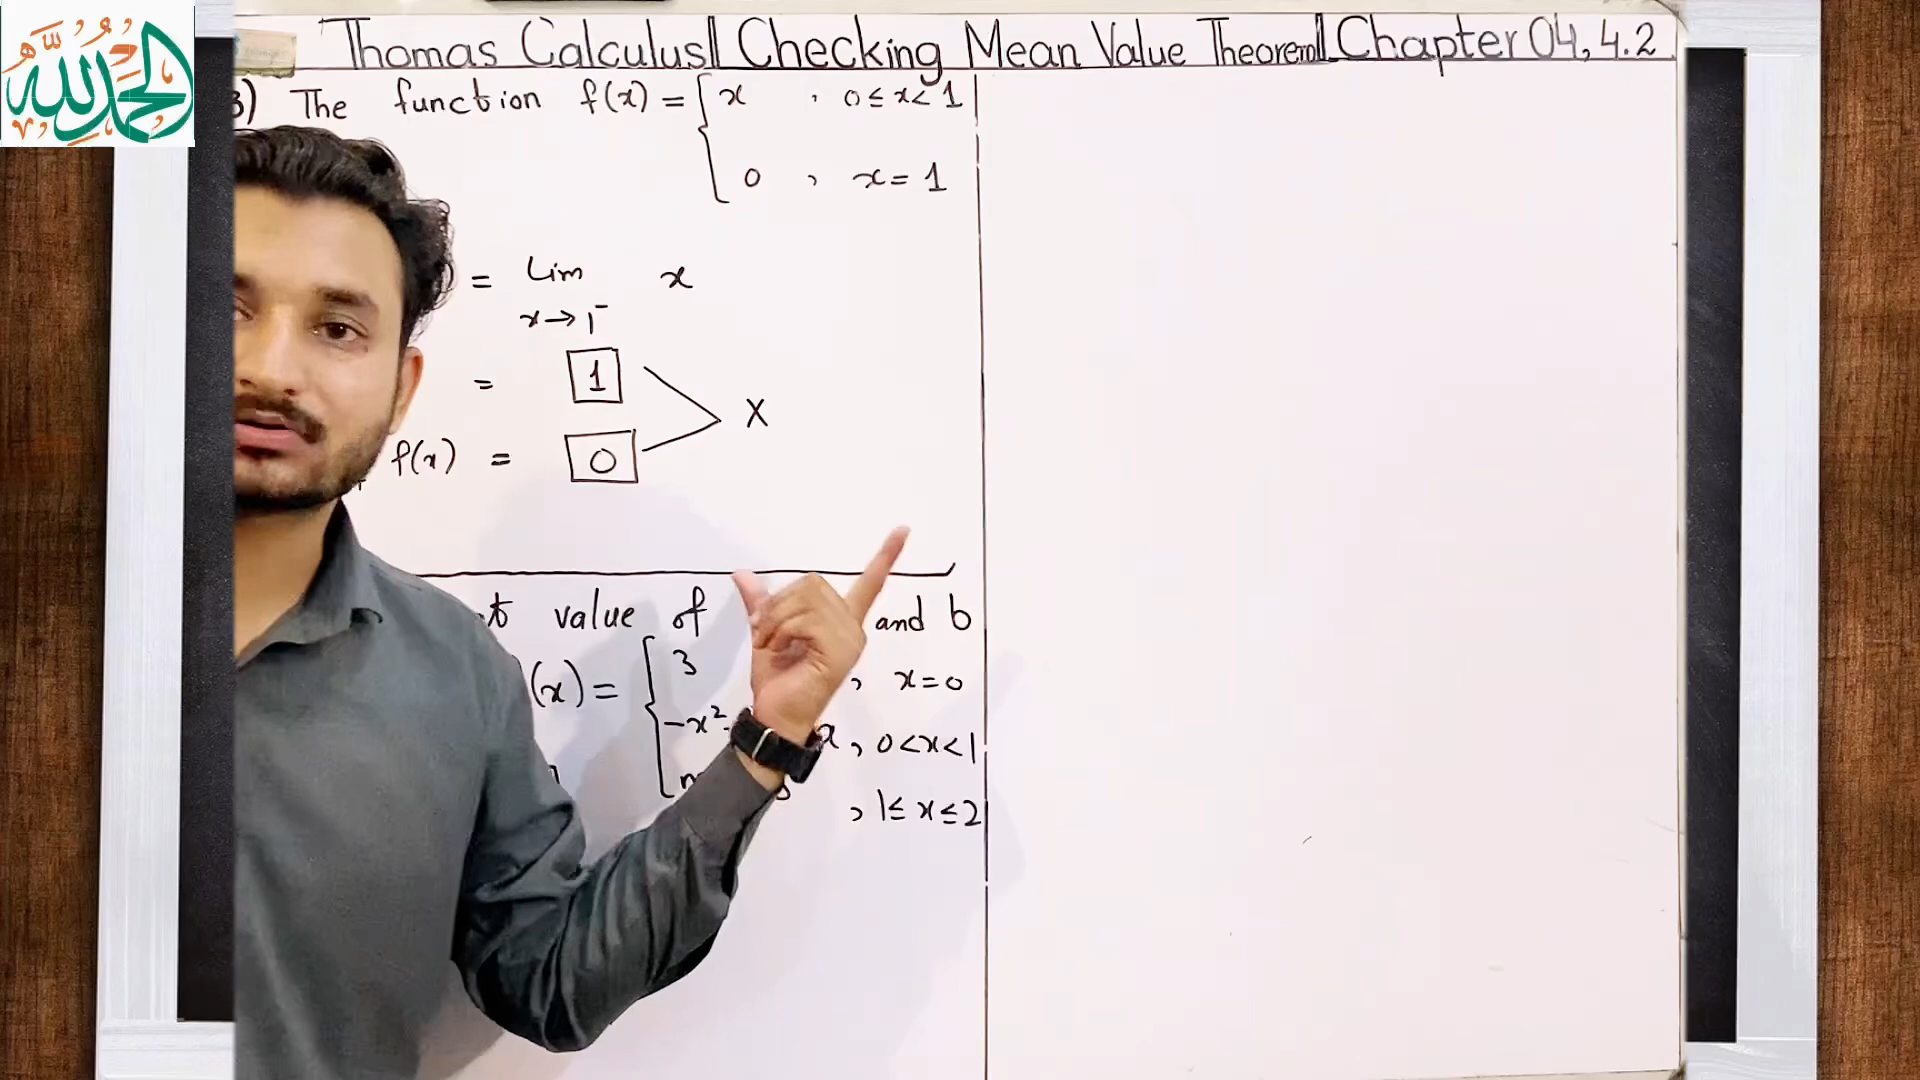 الحمد لله
Thomas Calculus|| Checking Mean Value Theorem|| Chapter 04, 4.2
3) The function f(x) = { x , 0 ≤ x < 1
0 , x = 1
= Lim x
x → 1⁻
= 1
X
f(x) = 0
value of and b
(x) = { 3 , x = 0
-x² x , 0 < x < 1
, 1 ≤ x ≤ 2